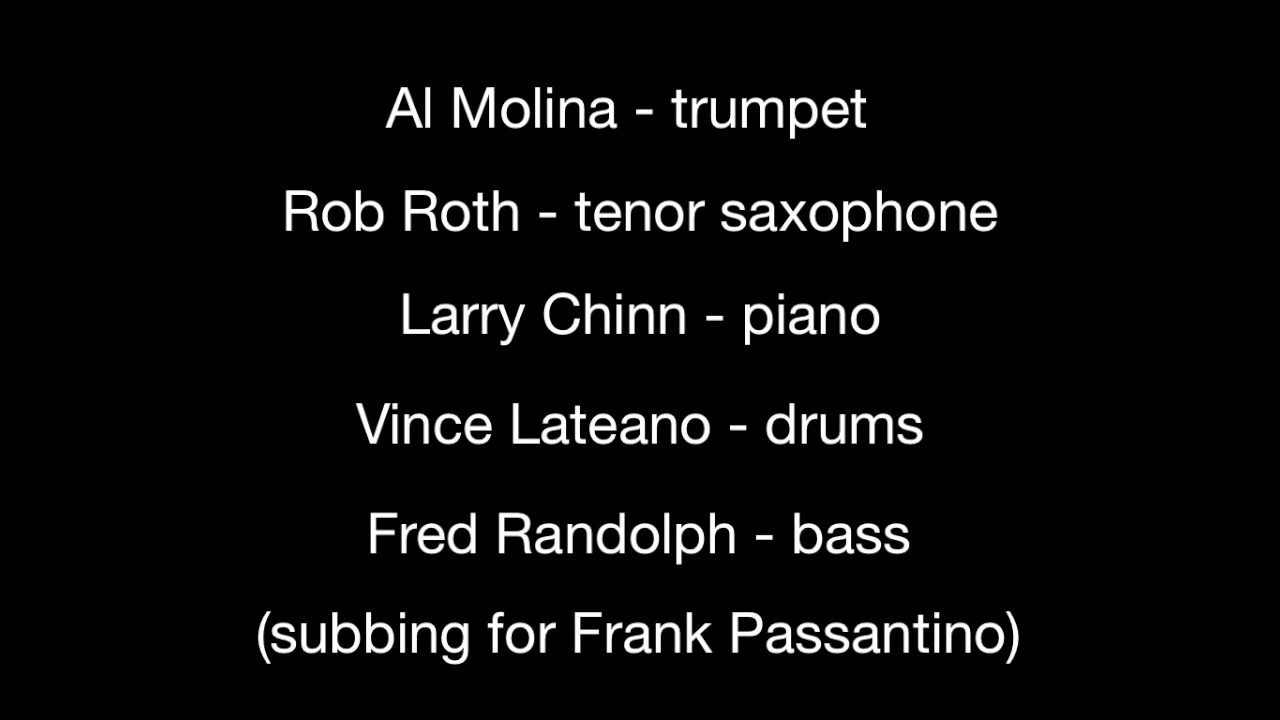 Al Molina - trumpet
Rob Roth - tenor saxophone
Larry Chinn - piano
Vince Lateano - drums
Fred Randolph - bass
(subbing for Frank Passantino)